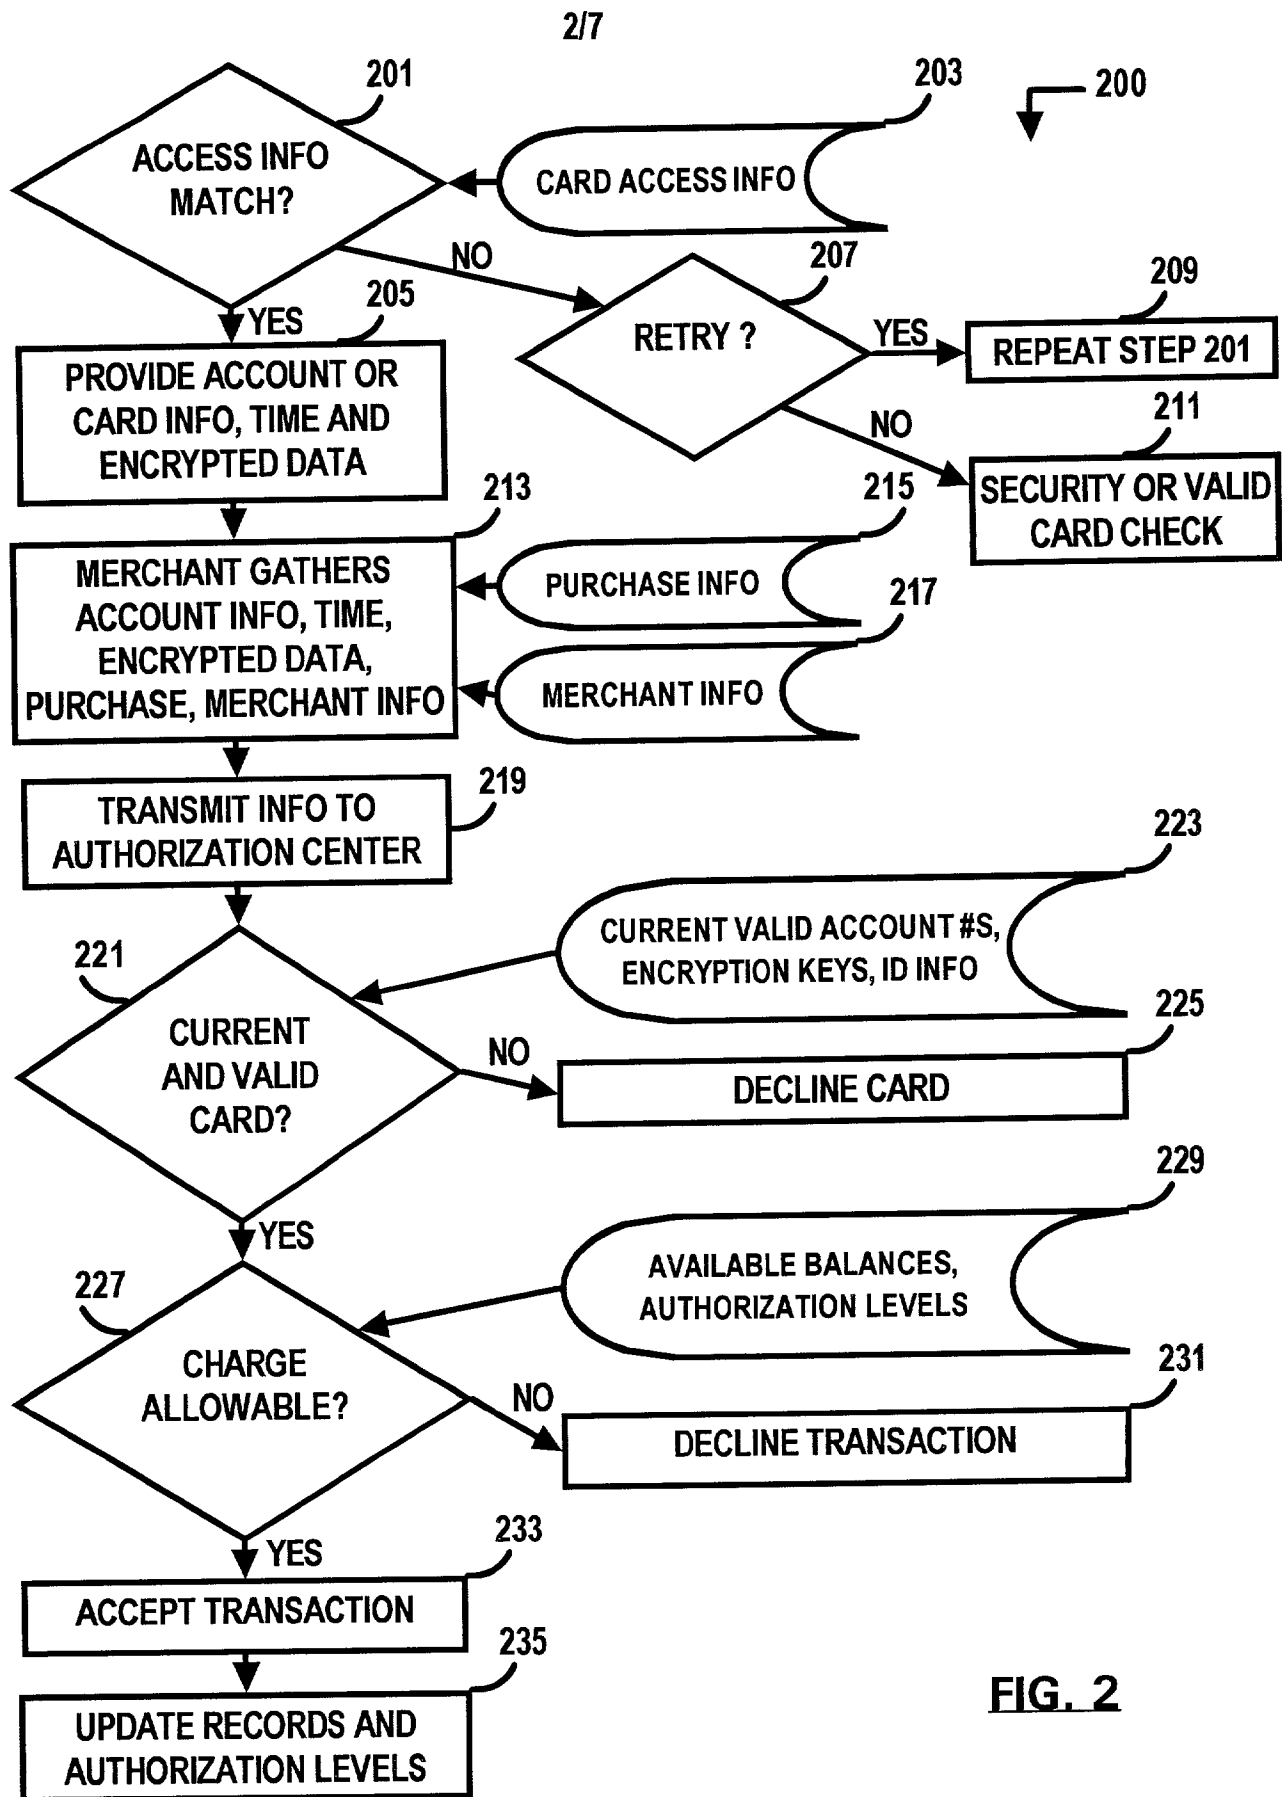 2/7
201
203
200
ACCESS INFO
MATCH?
CARD ACCESS INFO
NO
207
205
209
YES
RETRY ?
YES
REPEAT STEP 201
PROVIDE ACCOUNT OR
CARD INFO, TIME AND
ENCRYPTED DATA
NO
211
SECURITY OR VALID
CARD CHECK
213
215
MERCHANT GATHERS
ACCOUNT INFO, TIME,
ENCRYPTED DATA,
PURCHASE, MERCHANT INFO
PURCHASE INFO
217
MERCHANT INFO
219
TRANSMIT INFO TO
AUTHORIZATION CENTER
223
221
CURRENT VALID ACCOUNT #S,
ENCRYPTION KEYS, ID INFO
225
CURRENT
AND VALID
CARD?
NO
DECLINE CARD
229
YES
227
AVAILABLE BALANCES,
AUTHORIZATION LEVELS
231
CHARGE
ALLOWABLE?
NO
DECLINE TRANSACTION
233
YES
ACCEPT TRANSACTION
235
UPDATE RECORDS AND
AUTHORIZATION LEVELS
FIG. 2